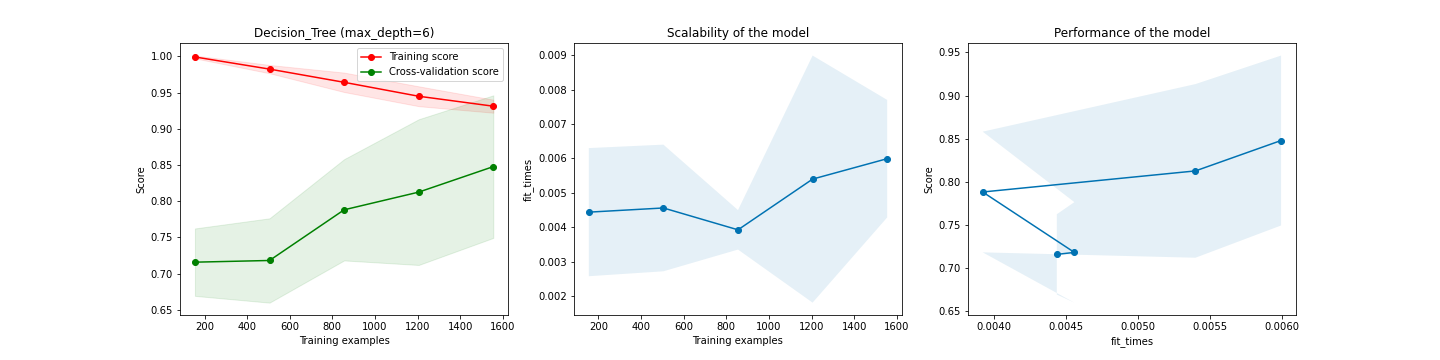 Decision_Tree (max_depth=6)
Training score
Cross-validation score
1.00
0.95
0.90
0.85
0.80
0.75
0.70
0.65
Score
200 400 600 800 1000 1200 1400 1600
Training examples
Scalability of the model
0.009
0.008
0.007
0.006
0.005
0.004
0.003
0.002
fit_times
200 400 600 800 1000 1200 1400 1600
Training examples
Performance of the model
0.95
0.90
0.85
0.80
0.75
0.70
0.65
Score
0.0040 0.0045 0.0050 0.0055 0.0060
fit_times